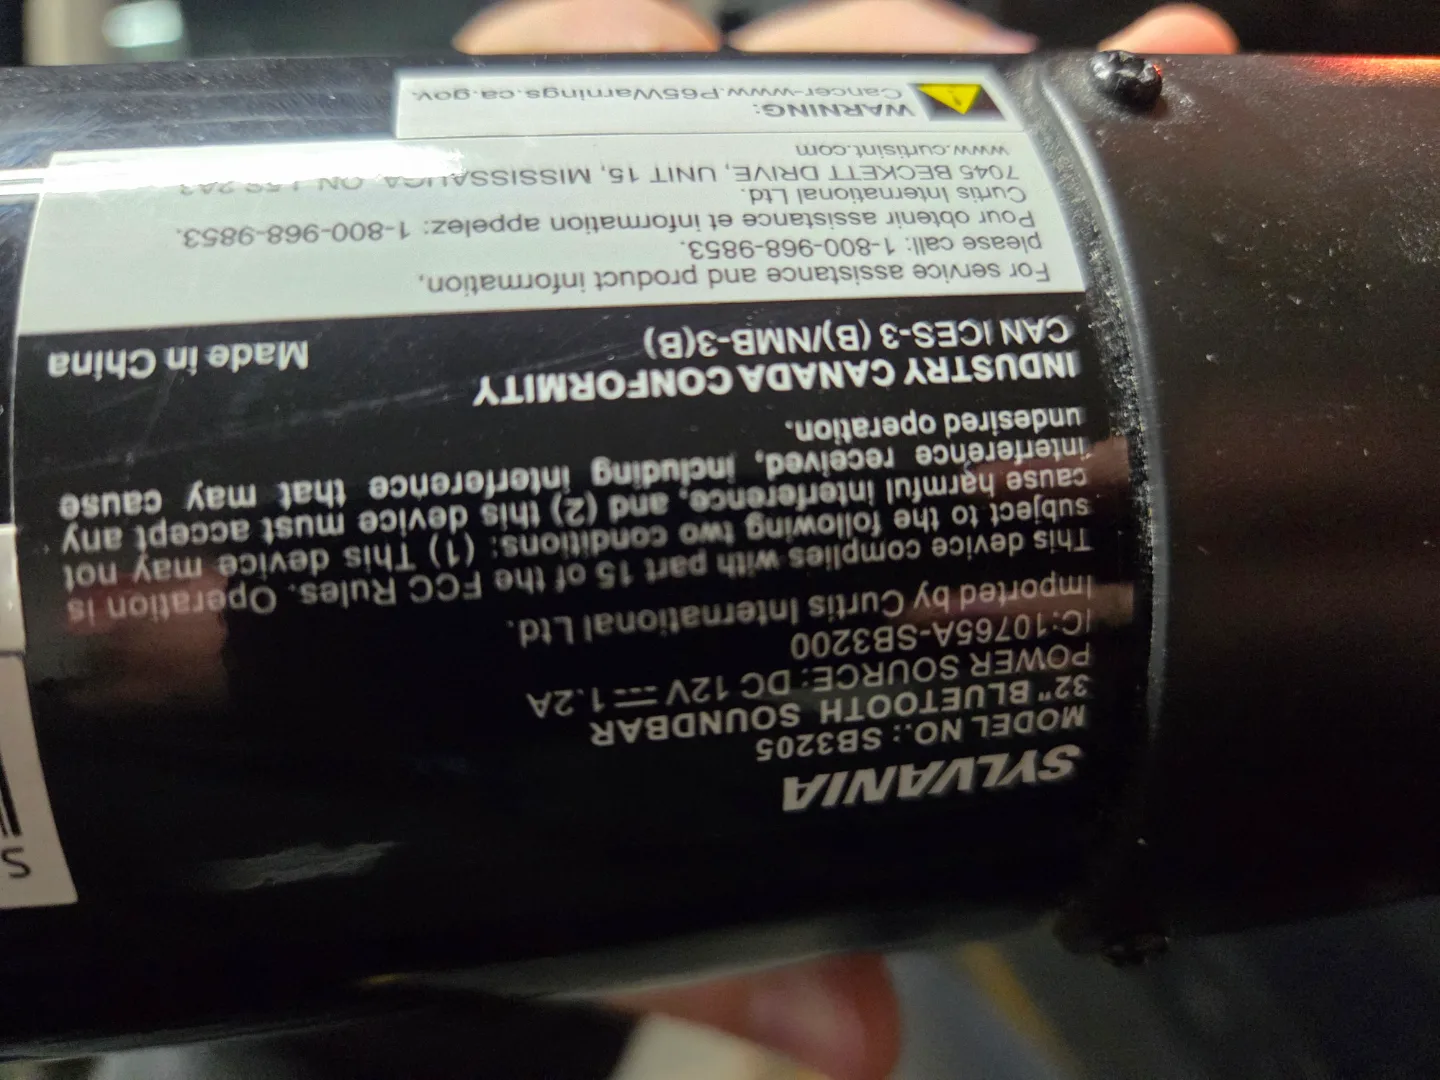 SYLVANIA
MODEL NO.: SB3205
32" BLUETOOTH SOUNDBAR
POWER SOURCE: DC 12V ⎓ 1.2A
IC:10765A-SB3200
Imported by Curtis International Ltd.
This device complies with part 15 of the FCC Rules. Operation is
subject to the following two conditions: (1) This device may not
cause harmful interference, and (2) this device must accept any
interference received, including interference that may cause
undesired operation.
INDUSTRY CANADA CONFORMITY
CAN ICES-3 (B)/NMB-3(B)
Made in China
For service assistance and product information,
please call: 1-800-968-9853.
Pour obtenir assistance et information appelez: 1-800-968-9853.
Curtis International Ltd.
7045 BECKETT DRIVE, UNIT 15, MISSISSAUGA, ON, L5S 2A3
www.curtisint.com
WARNING:
Cancer-www.P65Warnings.ca.gov.
S